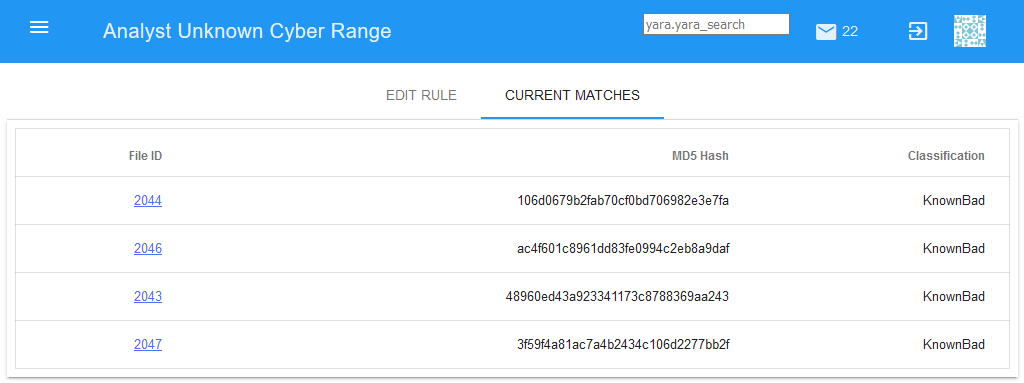 Analyst Unknown Cyber Range yara.yara_search 22
EDIT RULE CURRENT MATCHES
File ID MD5 Hash Classification
2044 106d0679b2fab70cf0bd706982e3e7fa KnownBad
2046 ac4f601c8961dd83fe0994c2eb8a9daf KnownBad
2043 48960ed43a923341173c8788369aa243 KnownBad
2047 3f59f4a81ac7a4b2434c106d2277bb2f KnownBad